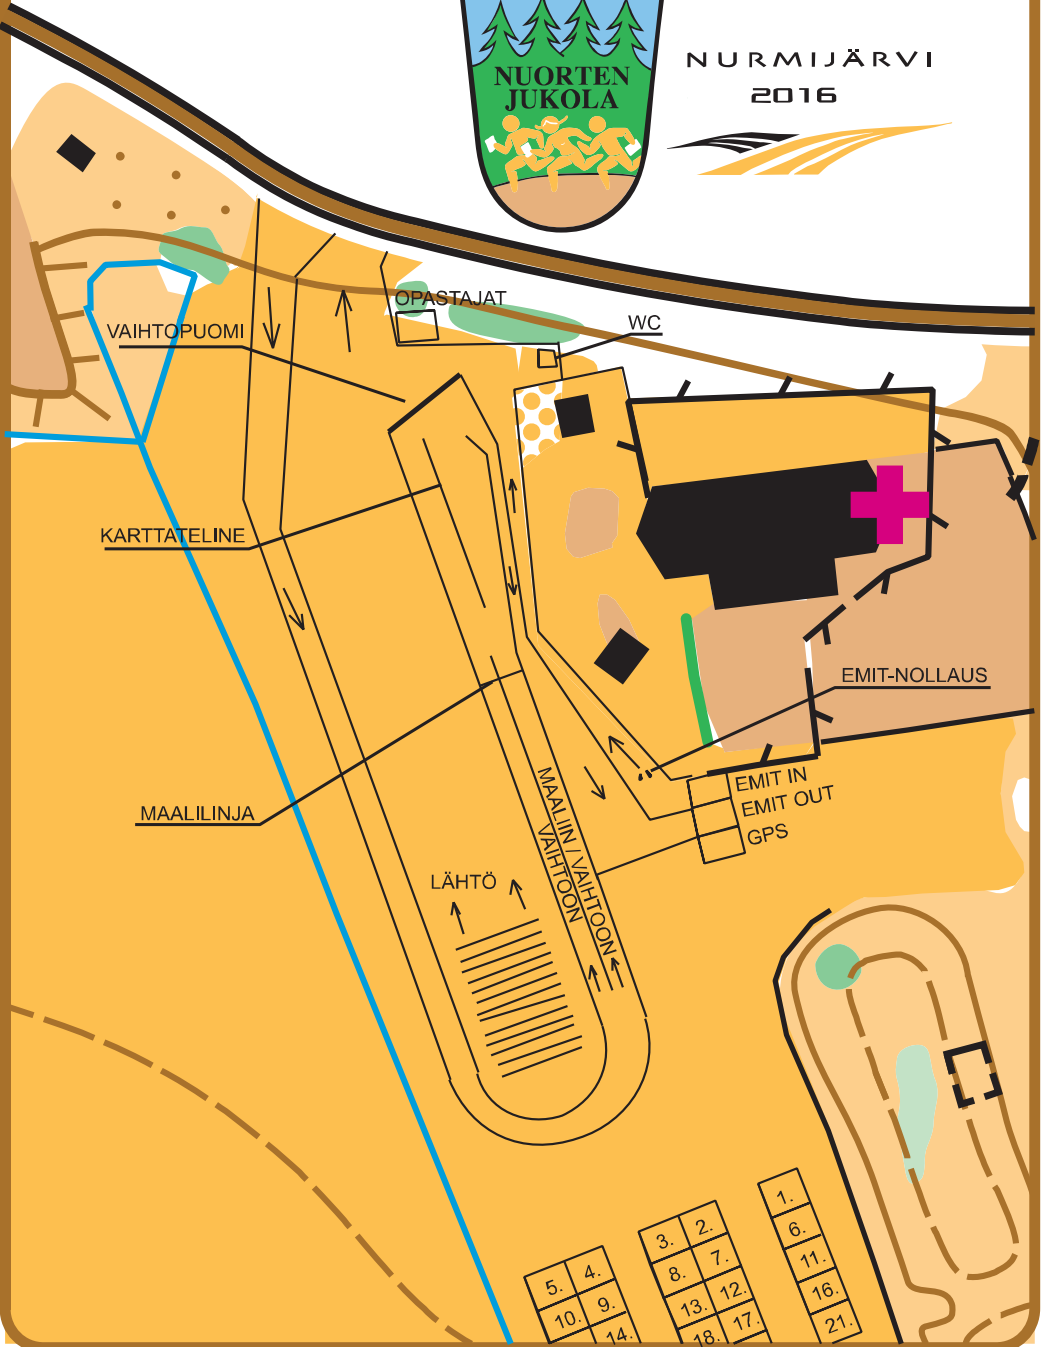 NUORTEN
JUKOLA
NURMIJÄRVI
2016
OPASTAJAT
WC
VAIHTOPUOMI
KARTTATELINE
EMIT-NOLLAUS
EMIT IN
EMIT OUT
GPS
MAALILINJA
MAALIIN / VAIHTOON
VAIHTOON
LÄHTÖ
1.
6.
11.
16.
21.
3. 2.
8. 7.
13. 12.
18. 17.
5. 4.
10. 9.
14.